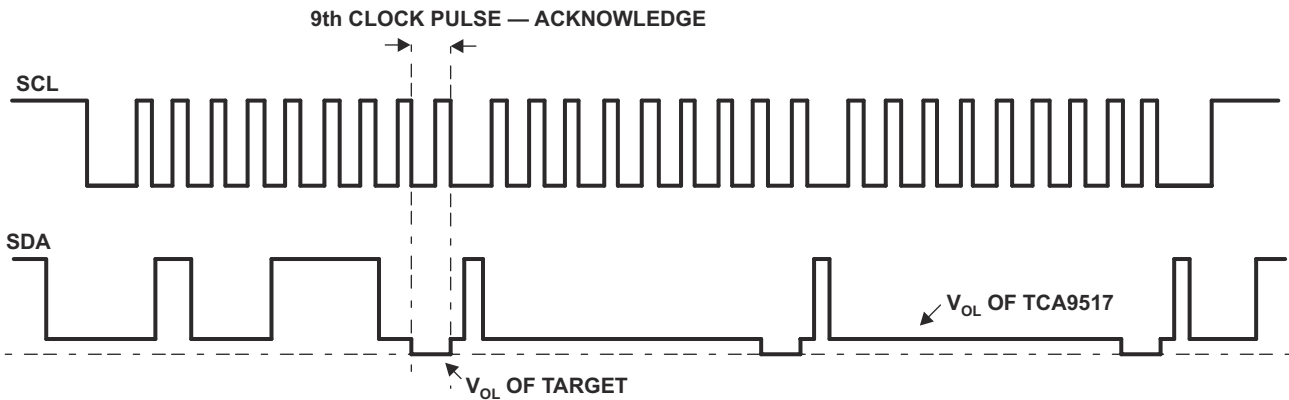 9th CLOCK PULSE — ACKNOWLEDGE
SCL
SDA
VOL OF TCA9517
VOL OF TARGET